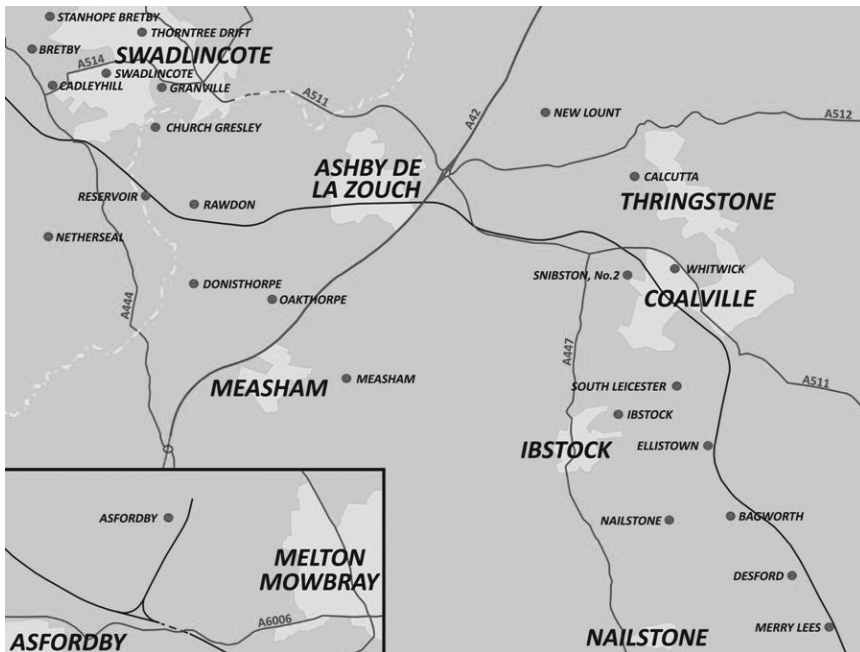 STANHOPE BRETBY
THORNTREE DRIFT
BRETBY
SWADLINCOTE
A514
SWADLINCOTE
CADLEYHILL
GRANVILLE
A511
A42
NEW LOUNT
A512
CHURCH GRESLEY
ASHBY DE
LA ZOUCH
CALCUTTA
THRINGSTONE
RESERVOIR
RAWDON
NETHERSEAL
WHITWICK
SNIBSTON, No.2
COALVILLE
DONISTHORPE
OAKTHORPE
A444
A447
MEASHAM
MEASHAM
SOUTH LEICESTER
A511
IBSTOCK
IBSTOCK
ELLISTOWN
ASFORDBY
NAILSTONE
BAGWORTH
MELTON
MOWBRAY
DESFORD
A6006
MERRY LEES
ASFORDBY
NAILSTONE